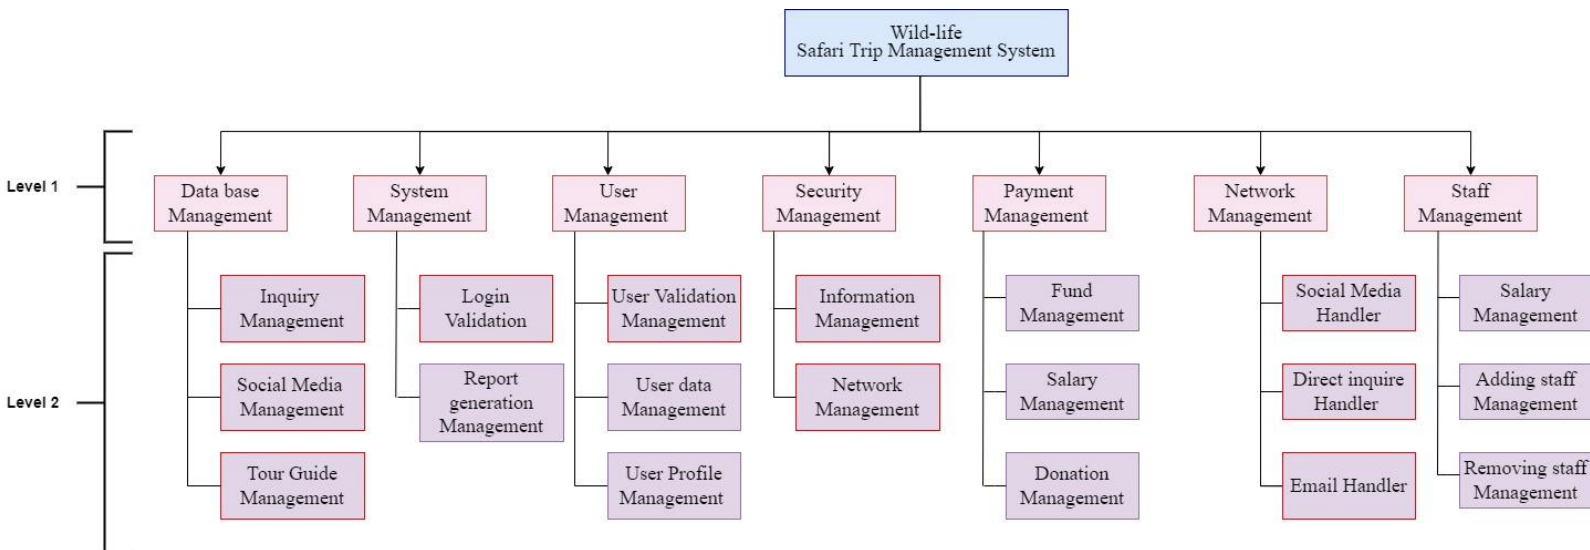 Wild-life
Safari Trip Management System
Level 1
Data base
Management
System
Management
User
Management
Security
Management
Payment
Management
Network
Management
Staff
Management
Level 2
Inquiry
Management
Social Media
Management
Tour Guide
Management
Login
Validation
Report
generation
Management
User Validation
Management
User data
Management
User Profile
Management
Information
Management
Network
Management
Fund
Management
Salary
Management
Donation
Management
Social Media
Handler
Direct inquire
Handler
Email Handler
Salary
Management
Adding staff
Management
Removing staff
Management